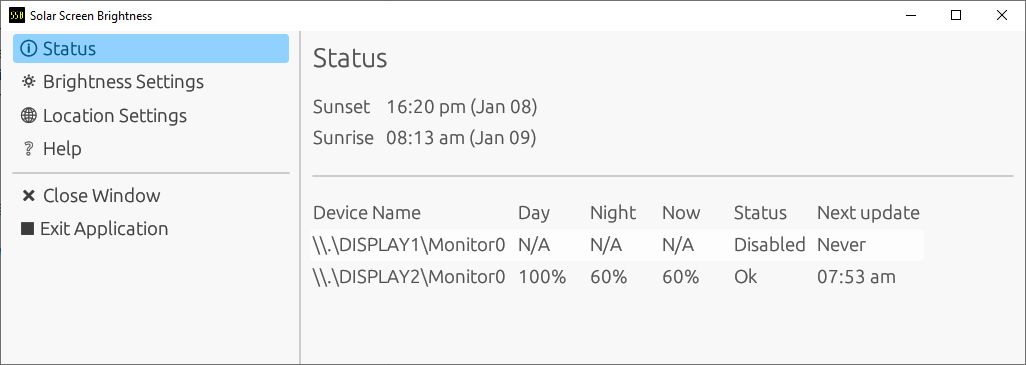 SSB Solar Screen Brightness
Status
Brightness Settings
Location Settings
Help
Close Window
Exit Application
Status
Sunset 16:20 pm (Jan 08)
Sunrise 08:13 am (Jan 09)
Device Name Day Night Now Status Next update
\\.\DISPLAY1\Monitor0 N/A N/A N/A Disabled Never
\\.\DISPLAY2\Monitor0 100% 60% 60% Ok 07:53 am